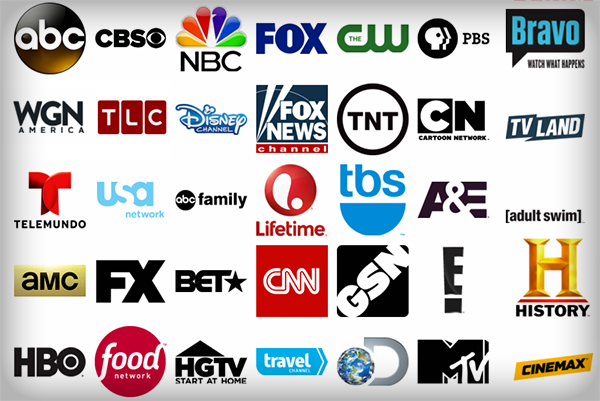 abc
CBS
NBC
FOX
THE CW
PBS
Bravo
WATCH WHAT HAPPENS
WGN
AMERICA
TLC
Disney
CHANNEL
FOX
NEWS
channel
TNT
CN
CARTOON NETWORK
TV LAND
T
TELEMUNDO
usa
network
abc family
L
Lifetime
tbs
A&E
[adult swim]
amc
FX
BET
CNN
GSN
E!
H
HISTORY
HBO
food
network
HGTV
START AT HOME
travel
CHANNEL
D
MTV
CINEMAX